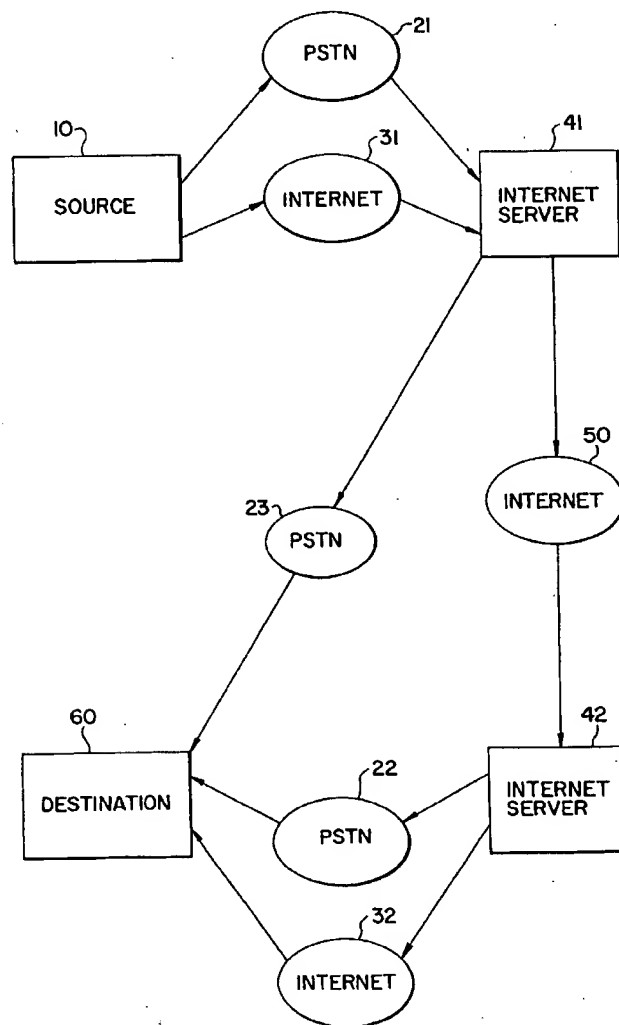 21
PSTN
10
31
41
SOURCE
INTERNET
INTERNET
SERVER
50
23
PSTN
INTERNET
60
42
22
DESTINATION
PSTN
INTERNET
SERVER
32
INTERNET